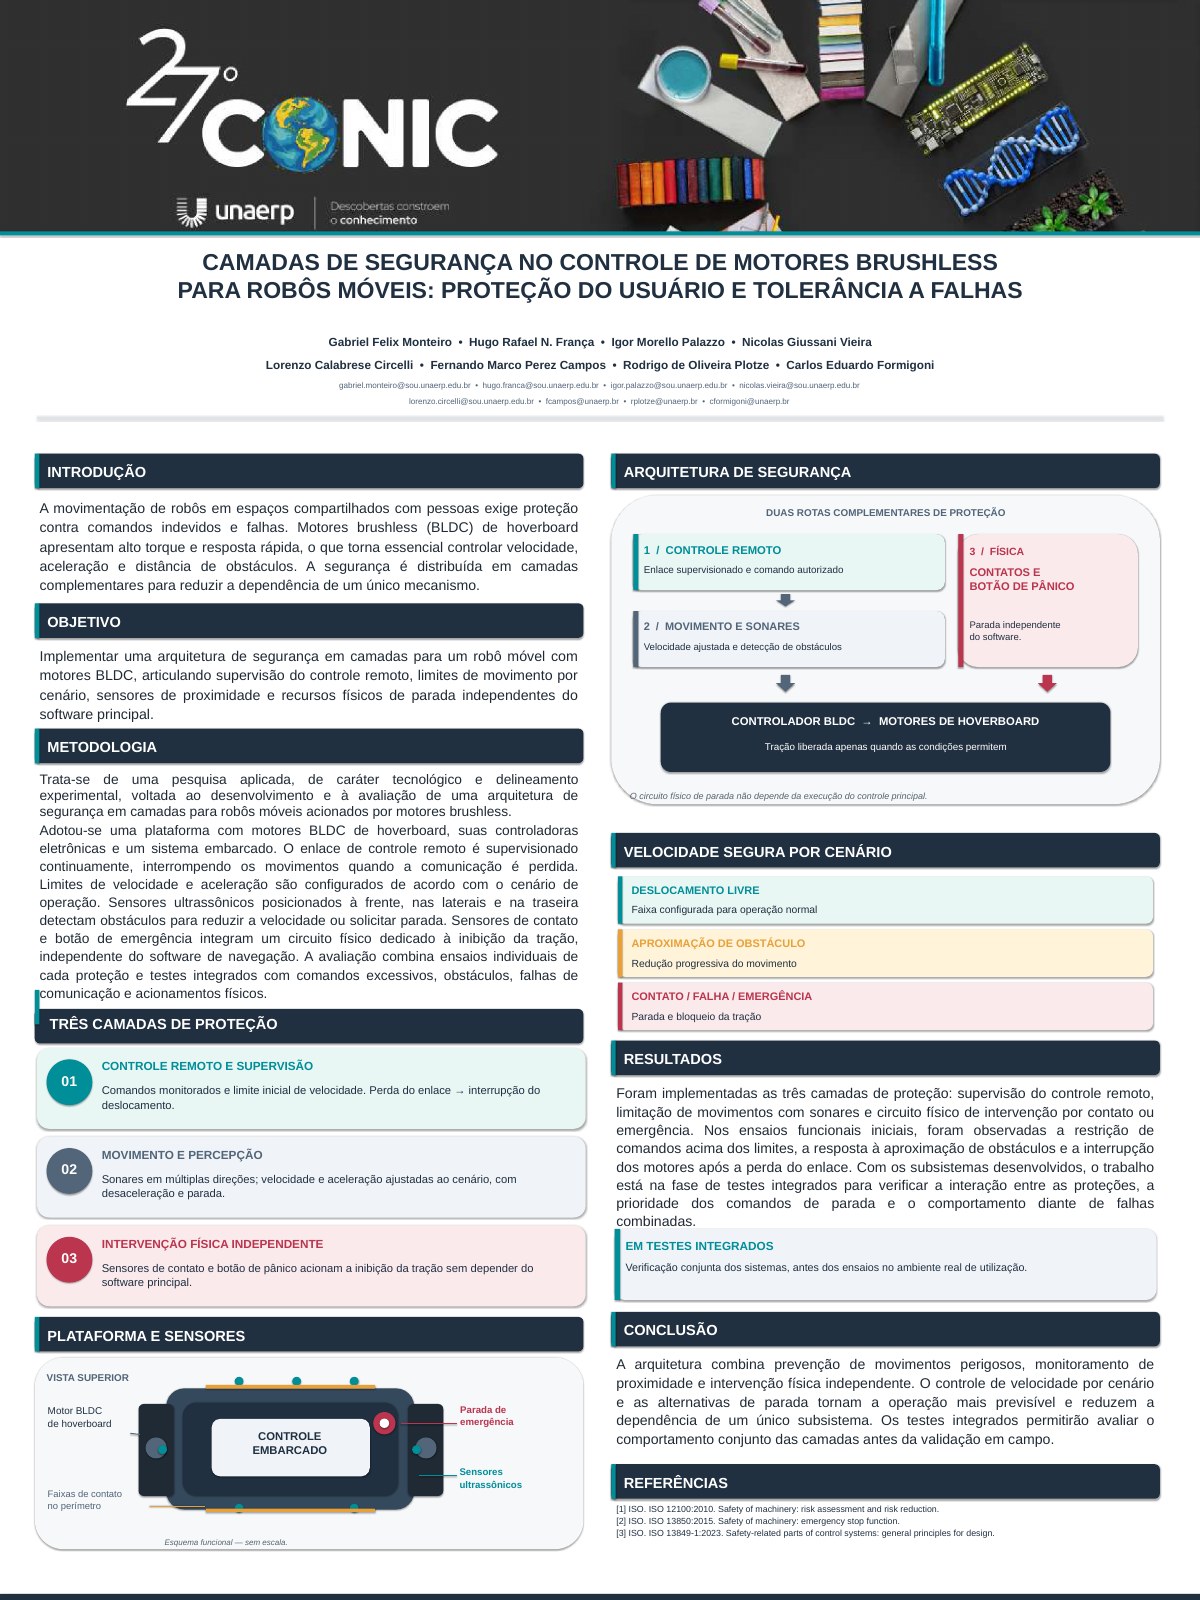 27º
CONIC
unaerp
Descobertas constroem
o conhecimento
CAMADAS DE SEGURANÇA NO CONTROLE DE MOTORES BRUSHLESS
PARA ROBÔS MÓVEIS: PROTEÇÃO DO USUÁRIO E TOLERÂNCIA A FALHAS
Gabriel Felix Monteiro • Hugo Rafael N. França • Igor Morello Palazzo • Nicolas Giussani Vieira
Lorenzo Calabrese Circelli • Fernando Marco Perez Campos • Rodrigo de Oliveira Plotze • Carlos Eduardo Formigoni
gabriel.monteiro@sou.unaerp.edu.br • hugo.franca@sou.unaerp.edu.br • igor.palazzo@sou.unaerp.edu.br • nicolas.vieira@sou.unaerp.edu.br
lorenzo.circelli@sou.unaerp.edu.br • fcampos@unaerp.br • rplotze@unaerp.br • cformigoni@unaerp.br
INTRODUÇÃO
A movimentação de robôs em espaços compartilhados com pessoas exige proteção
contra comandos indevidos e falhas. Motores brushless (BLDC) de hoverboard
apresentam alto torque e resposta rápida, o que torna essencial controlar velocidade,
aceleração e distância de obstáculos. A segurança é distribuída em camadas
complementares para reduzir a dependência de um único mecanismo.
OBJETIVO
Implementar uma arquitetura de segurança em camadas para um robô móvel com
motores BLDC, articulando supervisão do controle remoto, limites de movimento por
cenário, sensores de proximidade e recursos físicos de parada independentes do
software principal.
METODOLOGIA
Trata-se de uma pesquisa aplicada, de caráter tecnológico e delineamento
experimental, voltada ao desenvolvimento e à avaliação de uma arquitetura de
segurança em camadas para robôs móveis acionados por motores brushless.
Adotou-se uma plataforma com motores BLDC de hoverboard, suas controladoras
eletrônicas e um sistema embarcado. O enlace de controle remoto é supervisionado
continuamente, interrompendo os movimentos quando a comunicação é perdida.
Limites de velocidade e aceleração são configurados de acordo com o cenário de
operação. Sensores ultrassônicos posicionados à frente, nas laterais e na traseira
detectam obstáculos para reduzir a velocidade ou solicitar parada. Sensores de contato
e botão de emergência integram um circuito físico dedicado à inibição da tração,
independente do software de navegação. A avaliação combina ensaios individuais de
cada proteção e testes integrados com comandos excessivos, obstáculos, falhas de
comunicação e acionamentos físicos.
TRÊS CAMADAS DE PROTEÇÃO
01
CONTROLE REMOTO E SUPERVISÃO
Comandos monitorados e limite inicial de velocidade. Perda do enlace → interrupção do
deslocamento.
02
MOVIMENTO E PERCEPÇÃO
Sonares em múltiplas direções; velocidade e aceleração ajustadas ao cenário, com
desaceleração e parada.
03
INTERVENÇÃO FÍSICA INDEPENDENTE
Sensores de contato e botão de pânico acionam a inibição da tração sem depender do
software principal.
PLATAFORMA E SENSORES
VISTA SUPERIOR
Motor BLDC
de hoverboard
CONTROLE
EMBARCADO
Parada de
emergência
Sensores
ultrassônicos
Faixas de contato
no perímetro
Esquema funcional — sem escala.
ARQUITETURA DE SEGURANÇA
DUAS ROTAS COMPLEMENTARES DE PROTEÇÃO
1 / CONTROLE REMOTO
Enlace supervisionado e comando autorizado
2 / MOVIMENTO E SONARES
Velocidade ajustada e detecção de obstáculos
3 / FÍSICA
CONTATOS E
BOTÃO DE PÂNICO
Parada independente
do software.
CONTROLADOR BLDC → MOTORES DE HOVERBOARD
Tração liberada apenas quando as condições permitem
O circuito físico de parada não depende da execução do controle principal.
VELOCIDADE SEGURA POR CENÁRIO
DESLOCAMENTO LIVRE
Faixa configurada para operação normal
APROXIMAÇÃO DE OBSTÁCULO
Redução progressiva do movimento
CONTATO / FALHA / EMERGÊNCIA
Parada e bloqueio da tração
RESULTADOS
Foram implementadas as três camadas de proteção: supervisão do controle remoto,
limitação de movimentos com sonares e circuito físico de intervenção por contato ou
emergência. Nos ensaios funcionais iniciais, foram observadas a restrição de
comandos acima dos limites, a resposta à aproximação de obstáculos e a interrupção
dos motores após a perda do enlace. Com os subsistemas desenvolvidos, o trabalho
está na fase de testes integrados para verificar a interação entre as proteções, a
prioridade dos comandos de parada e o comportamento diante de falhas
combinadas.
EM TESTES INTEGRADOS
Verificação conjunta dos sistemas, antes dos ensaios no ambiente real de utilização.
CONCLUSÃO
A arquitetura combina prevenção de movimentos perigosos, monitoramento de
proximidade e intervenção física independente. O controle de velocidade por cenário
e as alternativas de parada tornam a operação mais previsível e reduzem a
dependência de um único subsistema. Os testes integrados permitirão avaliar o
comportamento conjunto das camadas antes da validação em campo.
REFERÊNCIAS
[1] ISO. ISO 12100:2010. Safety of machinery: risk assessment and risk reduction.
[2] ISO. ISO 13850:2015. Safety of machinery: emergency stop function.
[3] ISO. ISO 13849-1:2023. Safety-related parts of control systems: general principles for design.